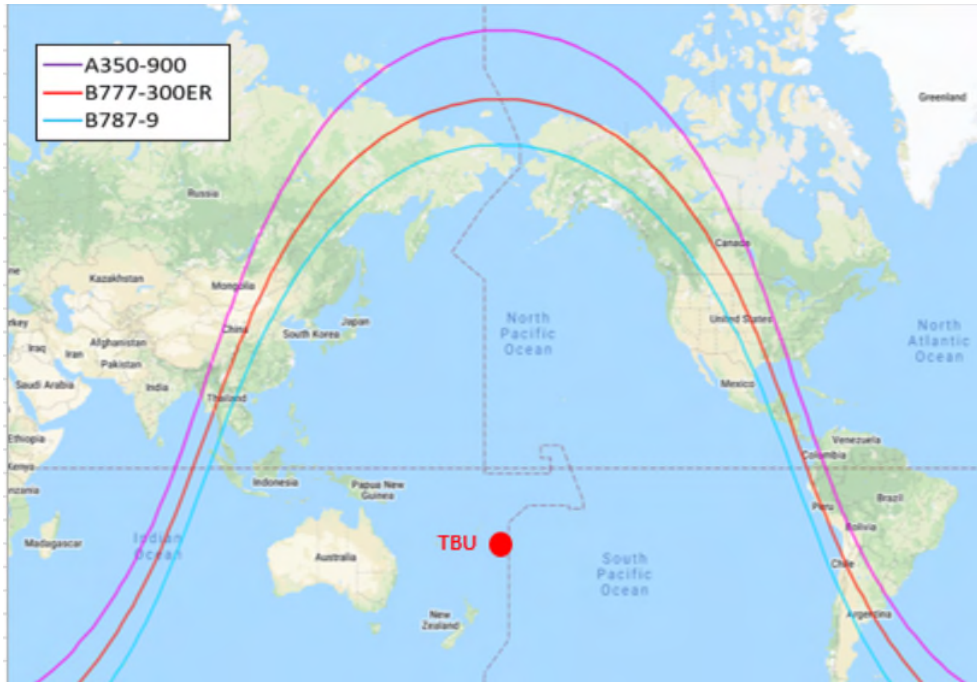 A350-900
B777-300ER
B787-9
Greenland
Russia
Canada
Kazakhstan
Mongolia
North
Pacific
Ocean
United States
North
Atlantic
Ocean
China
South Korea
Japan
Iraq
Iran
Afghanistan
Pakistan
Saudi Arabia
India
Mexico
Thailand
Ethiopia
Venezuela
Colombia
Kenya
Indonesia
Papua New
Guinea
Brazil
Peru
Bolivia
Madagascar
Indian
Ocean
TBU
Australia
South
Pacific
Ocean
Chile
Argentina
New
Zealand